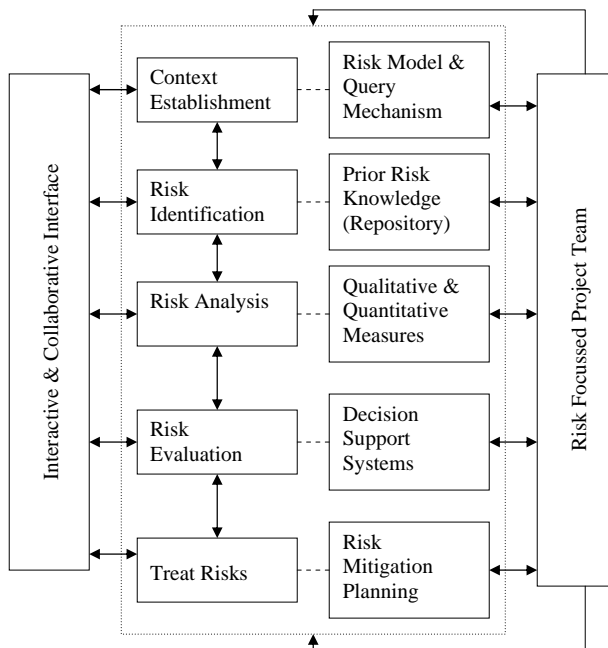 Interactive & Collaborative Interface
Context
Establishment
Risk Model &
Query
Mechanism
Risk
Identification
Prior Risk
Knowledge
(Repository)
Risk Analysis
Qualitative &
Quantitative
Measures
Risk
Evaluation
Decision
Support
Systems
Treat Risks
Risk
Mitigation
Planning
Risk Focussed Project Team